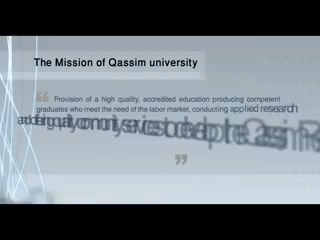 The Mission of Qassim university
Provision of a high quality, accredited education producing competent
graduates who meet the need of the labor market, conducting applied research